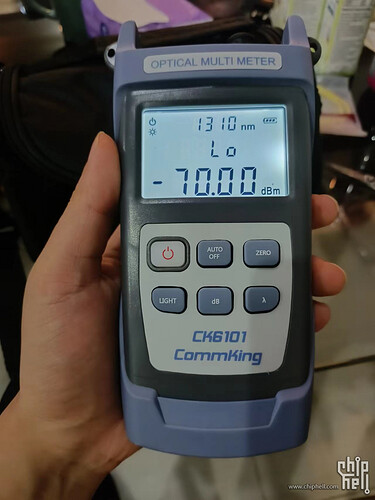 OPTICAL MULTI METER
1310 nm
Lo
-70.00 dBm
AUTO OFF
ZERO
LIGHT
dB
λ
CK6101
CommKing
chip
hell
www.chiphell.com